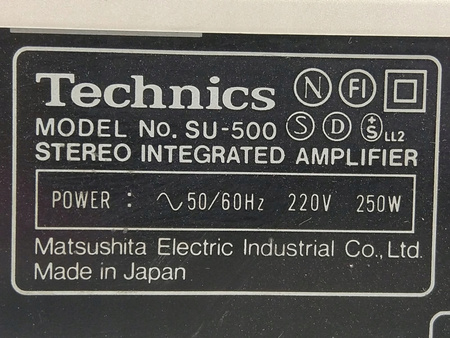 Technics N FI
MODEL No. SU-500 S D +S LL2
STEREO INTEGRATED AMPLIFIER
POWER : ∿50/60Hz 220V 250W
Matsushita Electric Industrial Co., Ltd.
Made in Japan